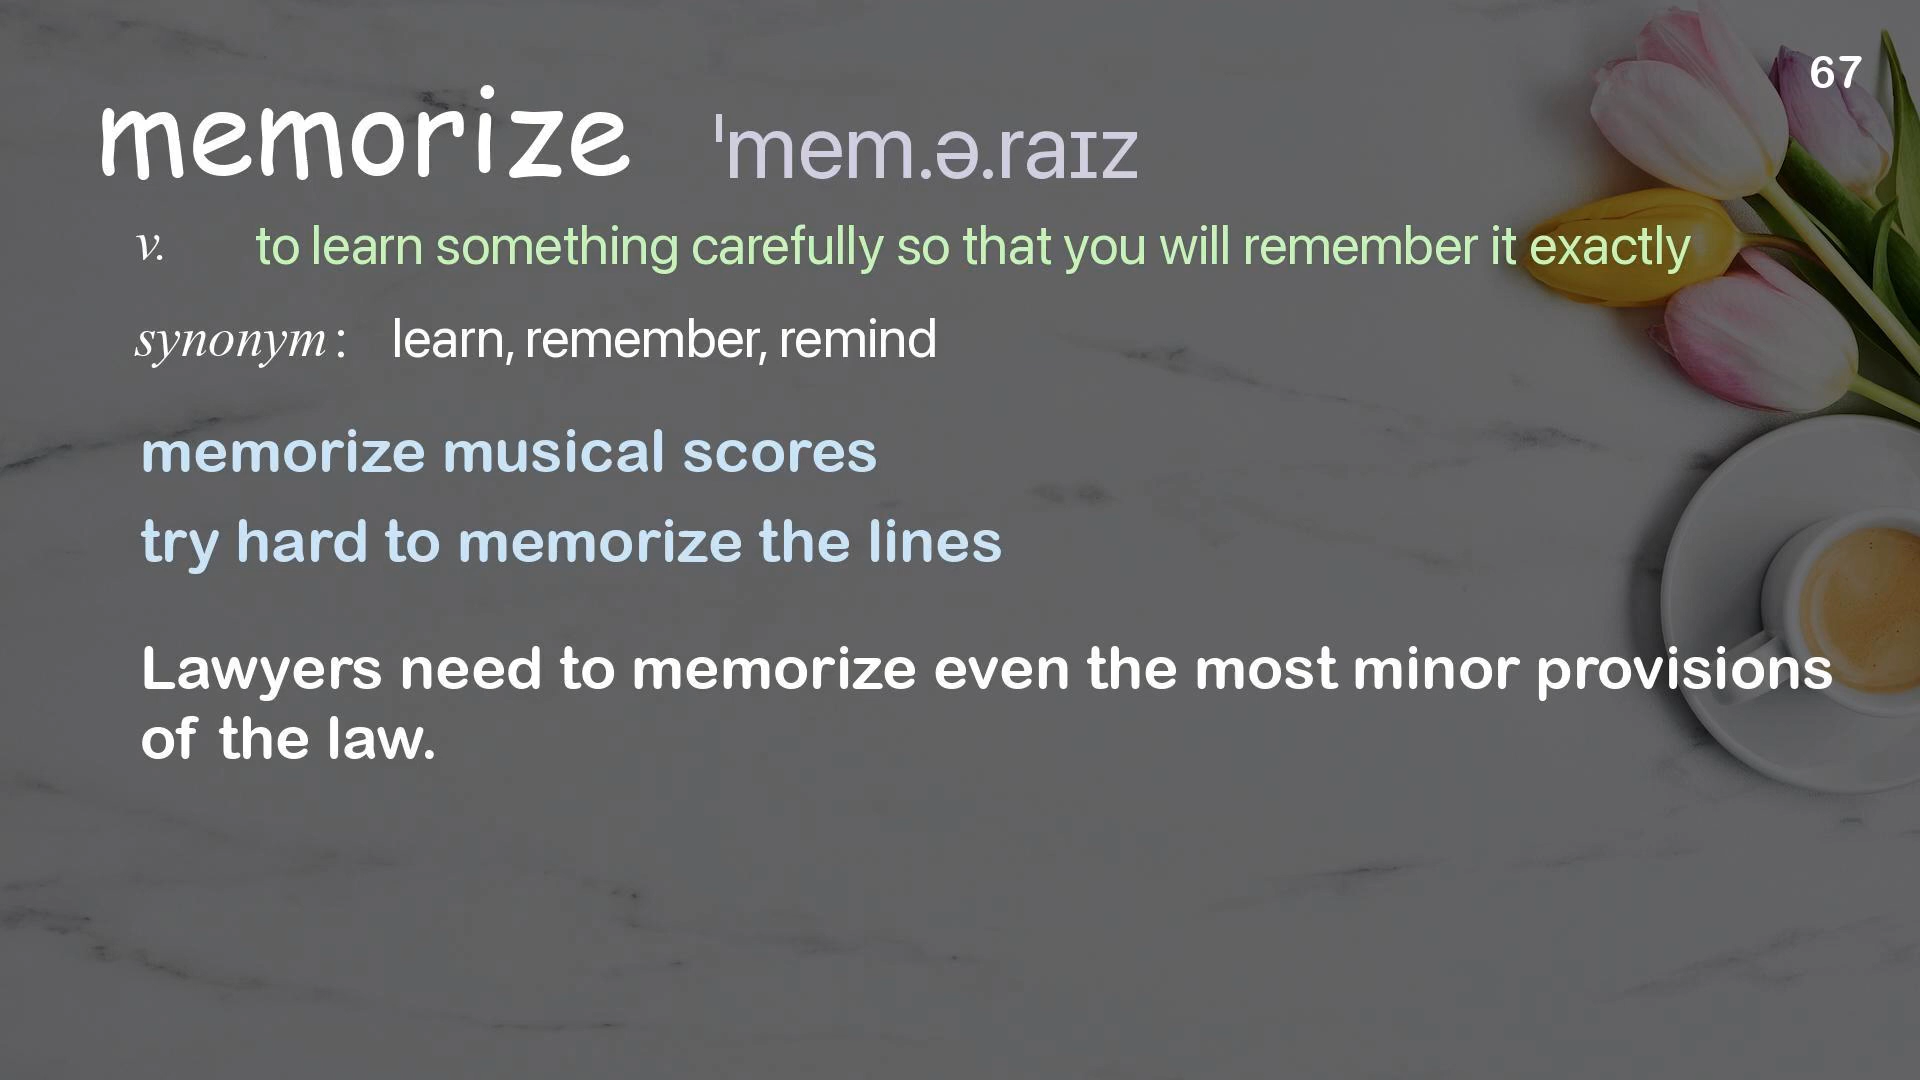 67
memorize ˈmem.ə.raɪz
v. to learn something carefully so that you will remember it exactly
synonym: learn, remember, remind
memorize musical scores
try hard to memorize the lines
Lawyers need to memorize even the most minor provisions
of the law.